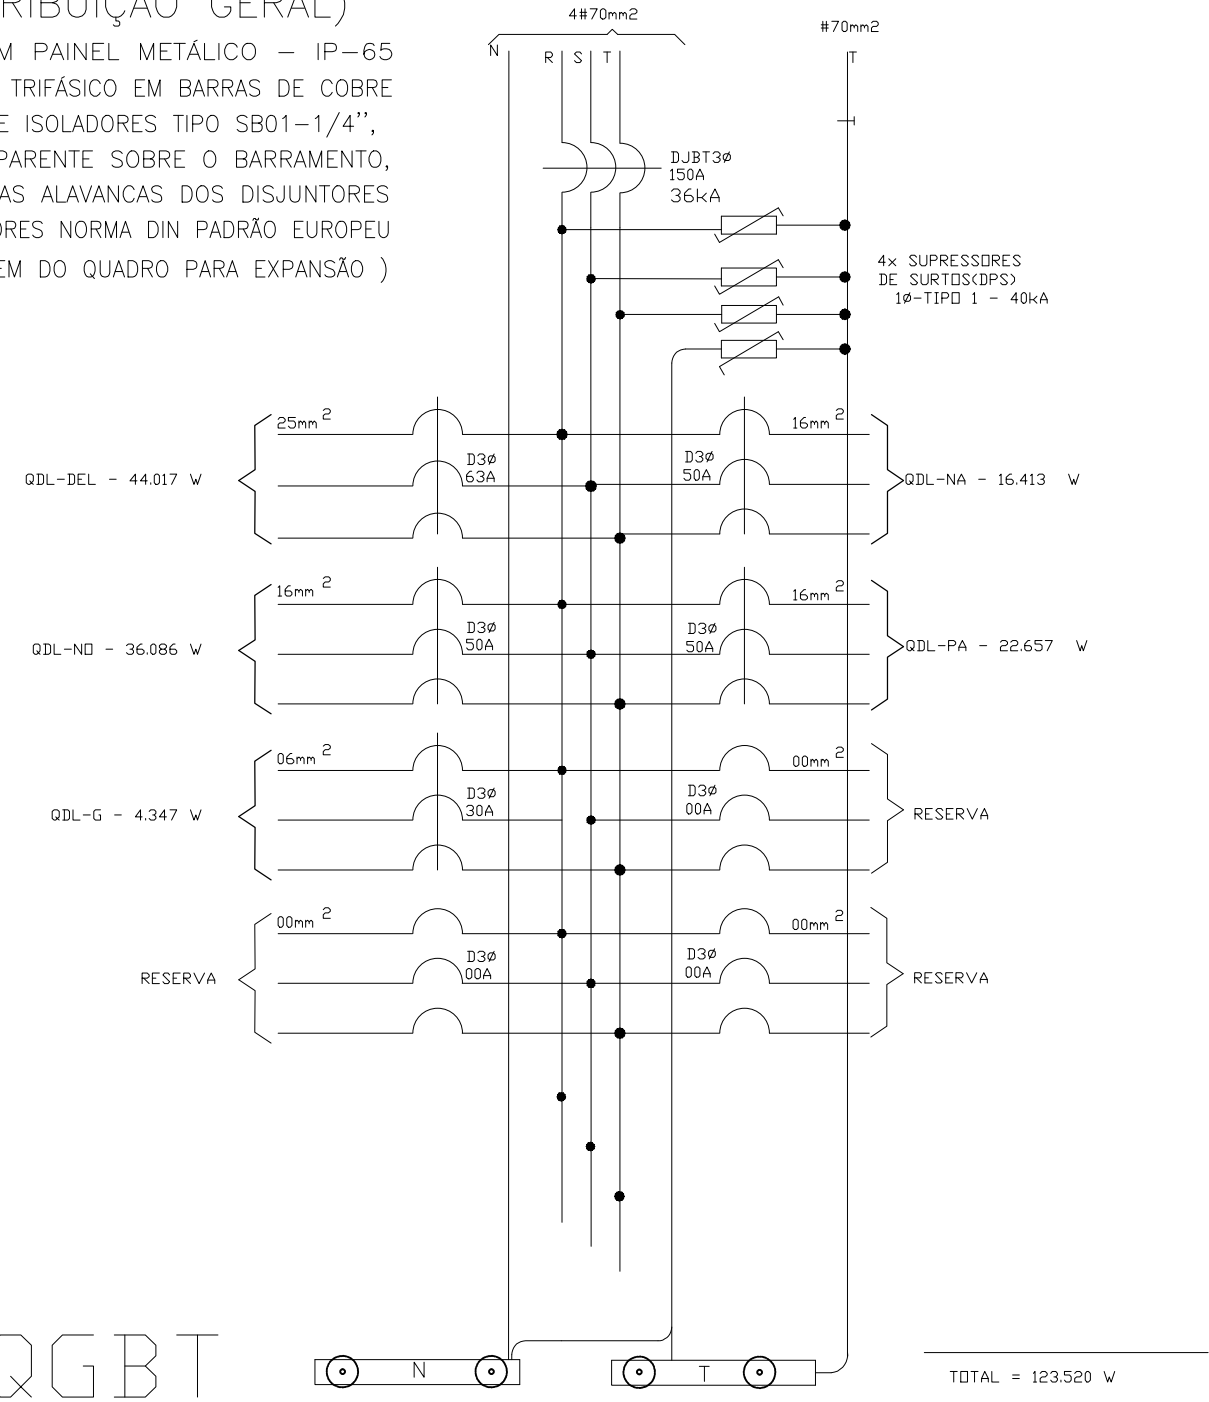 RIBUIÇÃO GERAL)
M PAINEL METÁLICO – IP–65
TRIFÁSICO EM BARRAS DE COBRE
E ISOLADORES TIPO SB01–1/4’’,
PARENTE SOBRE O BARRAMENTO,
AS ALAVANCAS DOS DISJUNTORES
ORES NORMA DIN PADRÃO EUROPEU
EM DO QUADRO PARA EXPANSÃO )
4#70mm2
#70mm2
N R S T
T
DJBT3ø
150A
36kA
4x SUPRESSORES
DE SURTOS(DPS)
1ø-TIPO 1 - 40kA
25mm 2
16mm 2
D3ø
63A
D3ø
50A
QDL-DEL - 44.017 W
QDL-NA - 16.413 W
16mm 2
16mm 2
D3ø
50A
D3ø
50A
QDL-NO - 36.086 W
QDL-PA - 22.657 W
06mm 2
00mm 2
D3ø
30A
D3ø
00A
QDL-G - 4.347 W
RESERVA
00mm 2
00mm 2
D3ø
00A
D3ø
00A
RESERVA
RESERVA
QGBT
N
T
TOTAL = 123.520 W